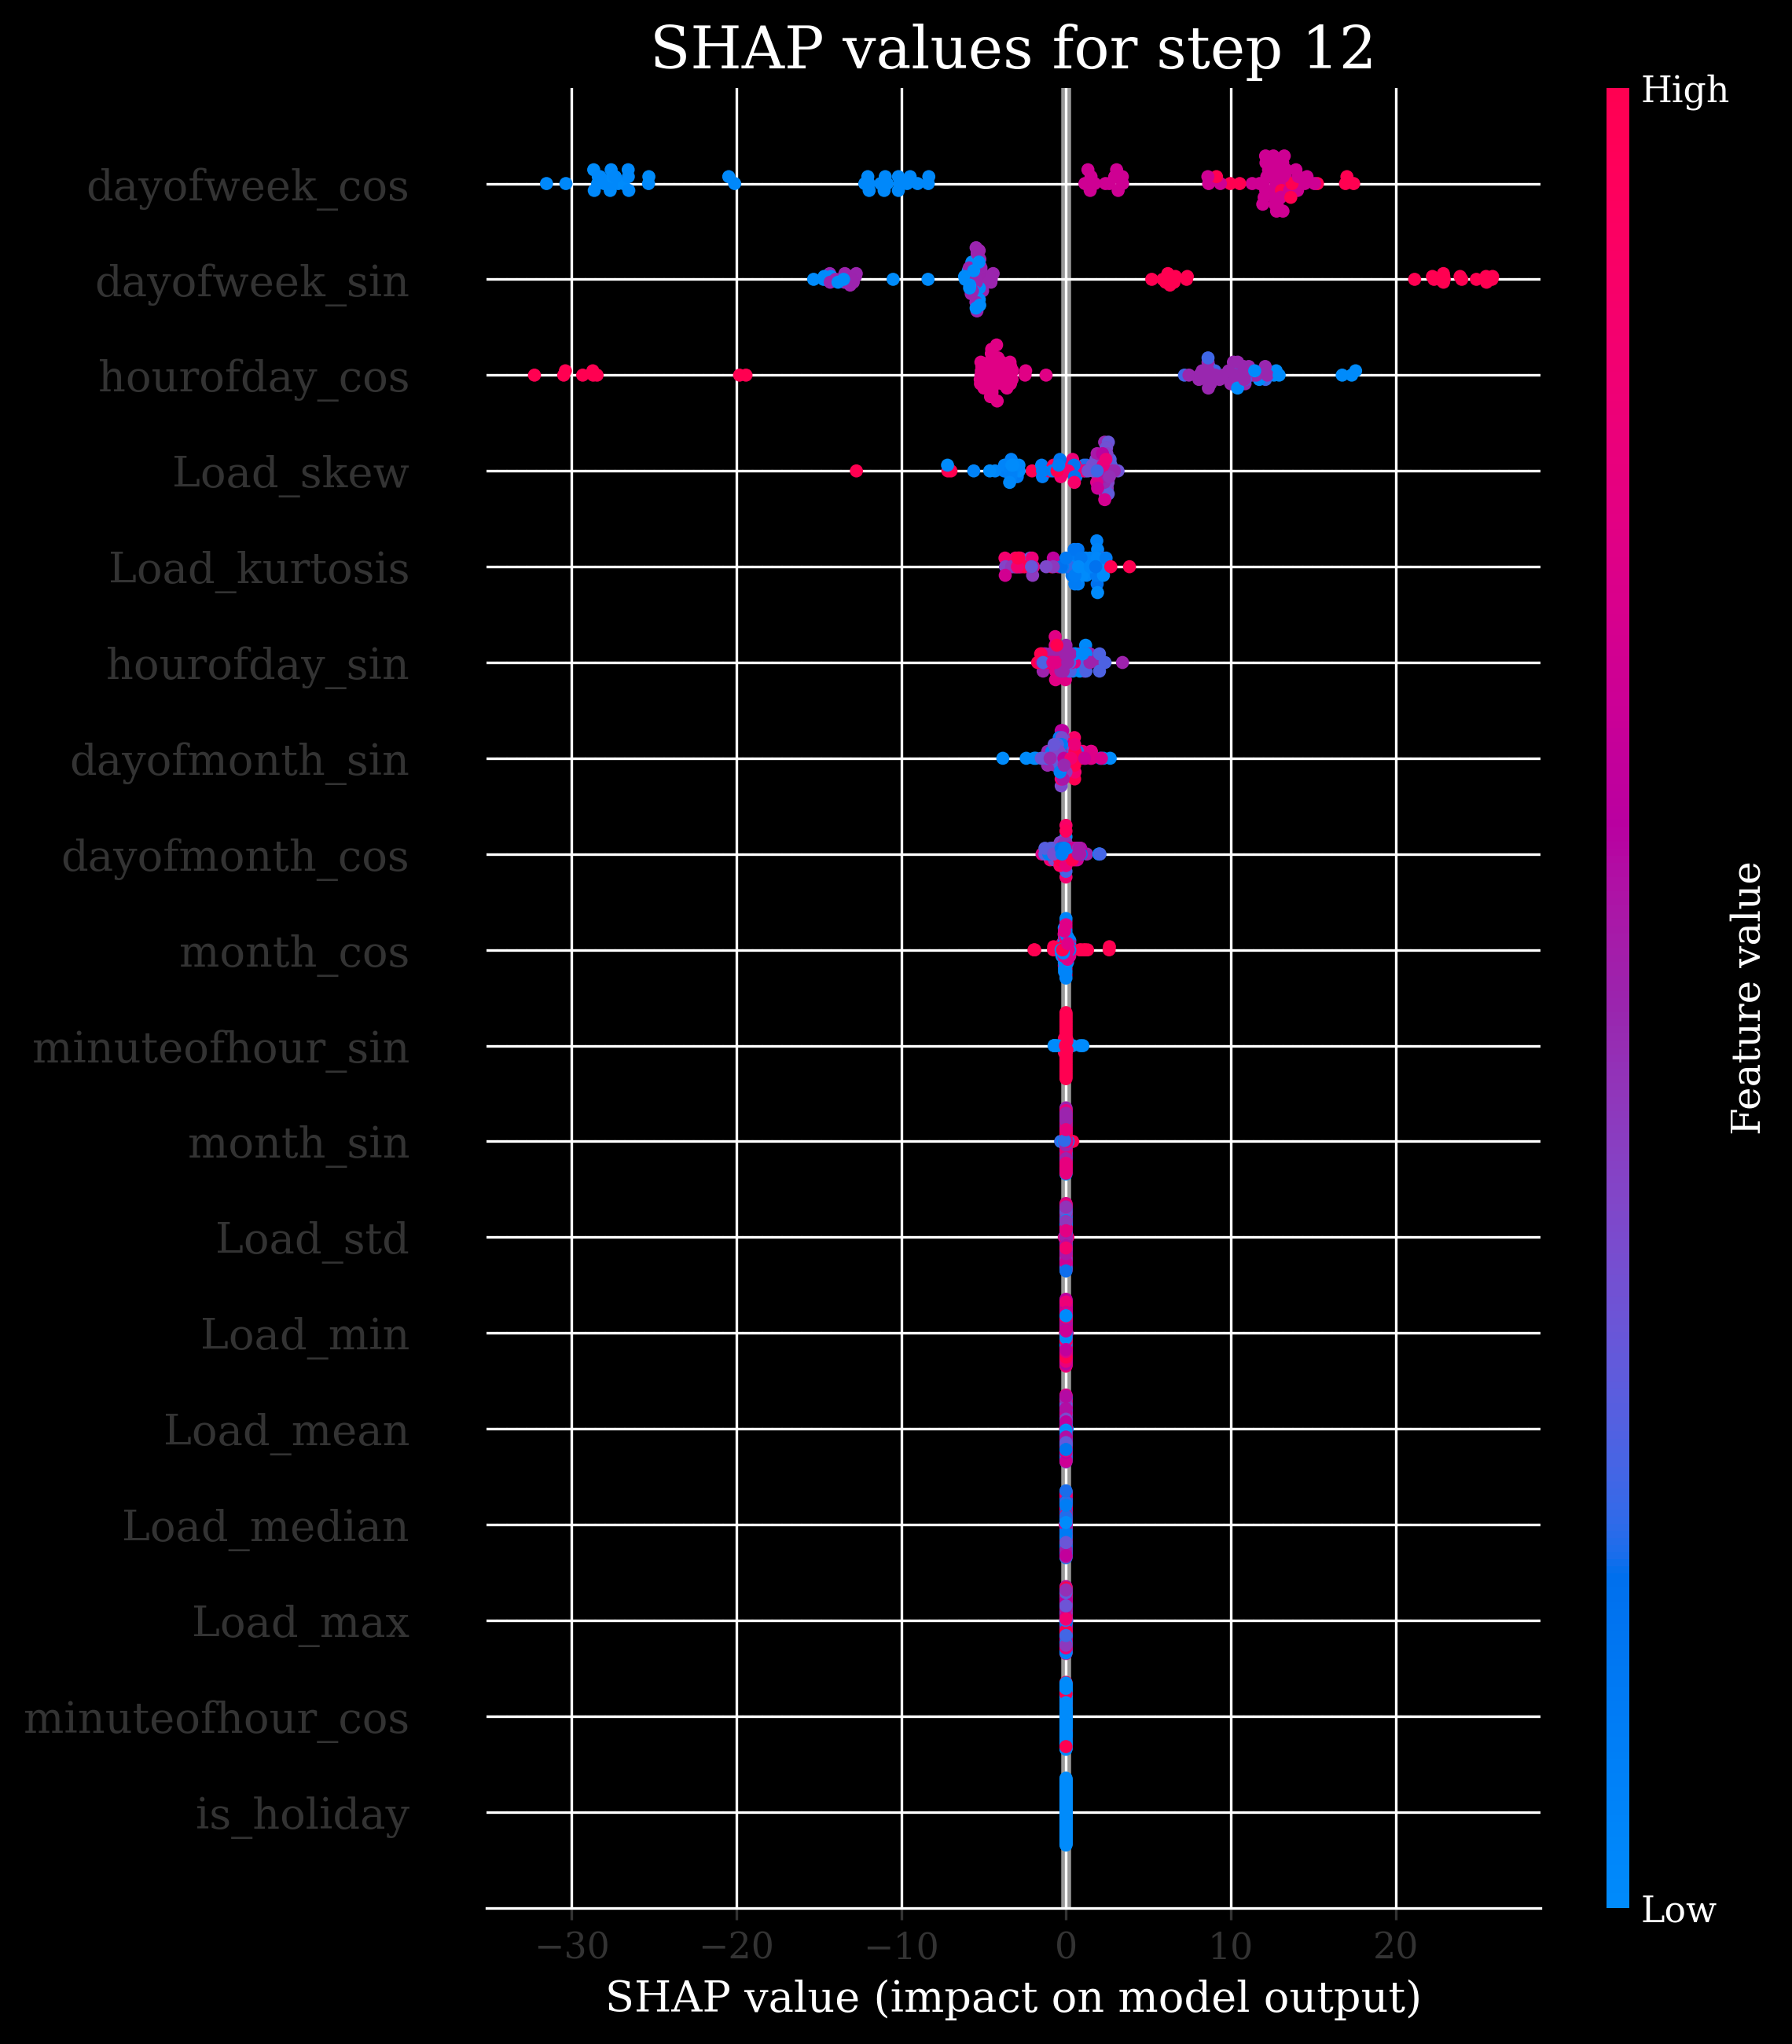 SHAP values for step 12
High
dayofweek_cos
dayofweek_sin
hourofday_cos
Load_skew
Load_kurtosis
hourofday_sin
dayofmonth_sin
dayofmonth_cos
month_cos
minuteofhour_sin
month_sin
Load_std
Load_min
Load_mean
Load_median
Load_max
minuteofhour_cos
is_holiday
Feature value
Low
−30 −20 −10 0 10 20
SHAP value (impact on model output)